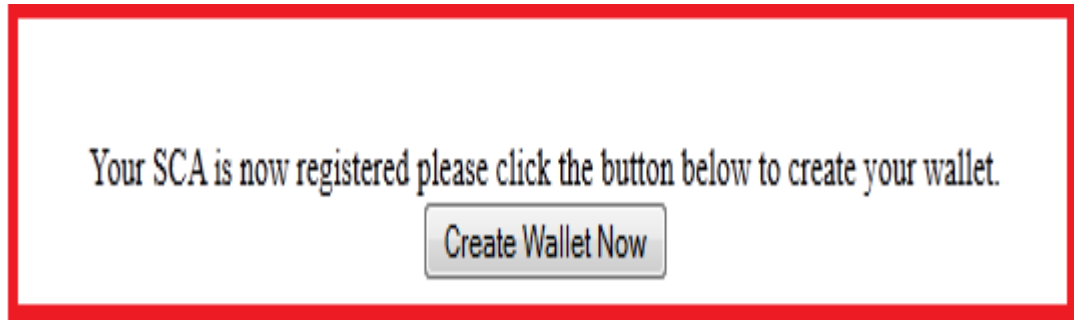 Your SCA is now registered please click the button below to create your wallet.
Create Wallet Now